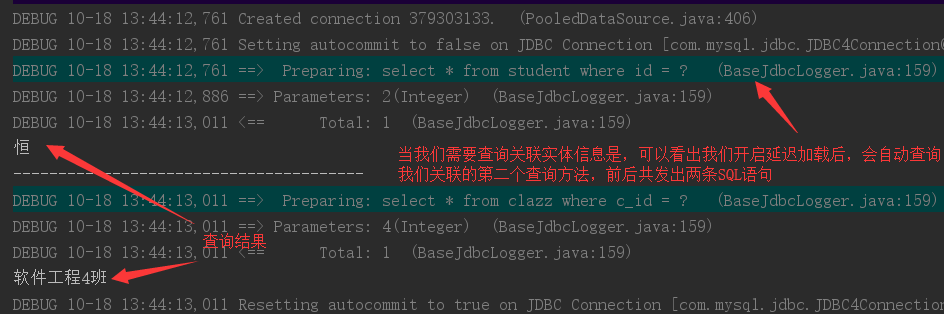 DEBUG 10-18 13:44:12,761 Created connection 379303133.  (PooledDataSource.java:406)
DEBUG 10-18 13:44:12,761 Setting autocommit to false on JDBC Connection [com.mysql.jdbc.JDBC4Connection@
DEBUG 10-18 13:44:12,761 ==>  Preparing: select * from student where id = ?   (BaseJdbcLogger.java:159)
DEBUG 10-18 13:44:12,886 ==> Parameters: 2(Integer)  (BaseJdbcLogger.java:159)
DEBUG 10-18 13:44:13,011 <==      Total: 1  (BaseJdbcLogger.java:159)
恒
当我们需要查询关联实体信息是，可以看出我们开启延迟加载后，会自动查询
我们关联的第二个查询方法，前后共发出两条SQL语句
----------------
DEBUG 10-18 13:44:13,011 ==>  Preparing: select * from clazz where c_id = ?   (BaseJdbcLogger.java:159)
DEBUG 10-18 13:44:13,011 ==> Parameters: 4(Integer)  (BaseJdbcLogger.java:159)
查询结果
DEBUG 10-18 13:44:13,011 <==      Total: 1  (BaseJdbcLogger.java:159)
软件工程4班
DEBUG 10-18 13:44:13,011 Resetting autocommit to true on JDBC Connection [com.mysql.jdbc.JDBC4Connection